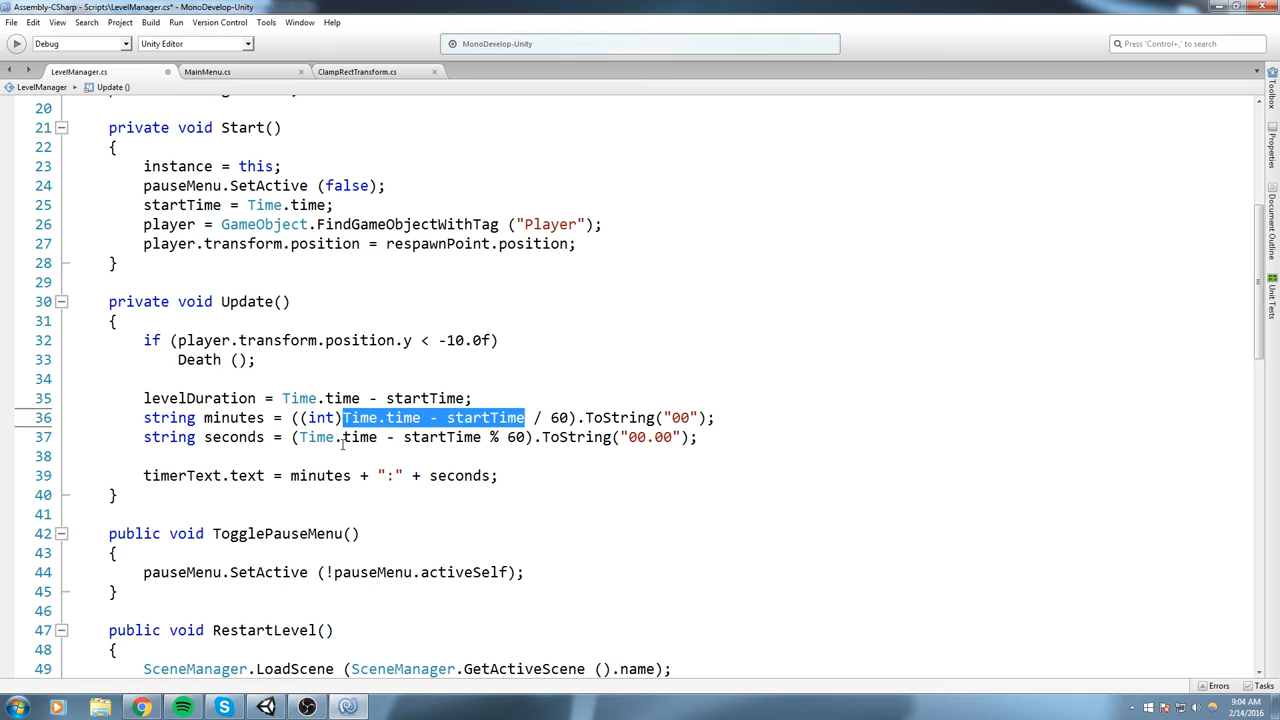 Assembly-CSharp - Scripts\LevelManager.cs* - MonoDevelop-Unity
File Edit View Search Project Build Run Version Control Tools Window Help
Debug Unity Editor MonoDevelop-Unity Press 'Control+,' to search
LevelManager.cs MainMenu.cs ClampRectTransform.cs
LevelManager Update ()
20
21 private void Start()
22 {
23 instance = this;
24 pauseMenu.SetActive (false);
25 startTime = Time.time;
26 player = GameObject.FindGameObjectWithTag ("Player");
27 player.transform.position = respawnPoint.position;
28 }
29
30 private void Update()
31 {
32 if (player.transform.position.y < -10.0f)
33 Death ();
34
35 levelDuration = Time.time - startTime;
36 string minutes = ((int)Time.time - startTime / 60).ToString("00");
37 string seconds = (Time.time - startTime % 60).ToString("00.00");
38
39 timerText.text = minutes + ":" + seconds;
40 }
41
42 public void TogglePauseMenu()
43 {
44 pauseMenu.SetActive (!pauseMenu.activeSelf);
45 }
46
47 public void RestartLevel()
48 {
49 SceneManager.LoadScene (SceneManager.GetActiveScene ().name);
Toolbox
Properties
Document Outline
Unit Tests
Errors Tasks
9:04 AM
2/14/2016